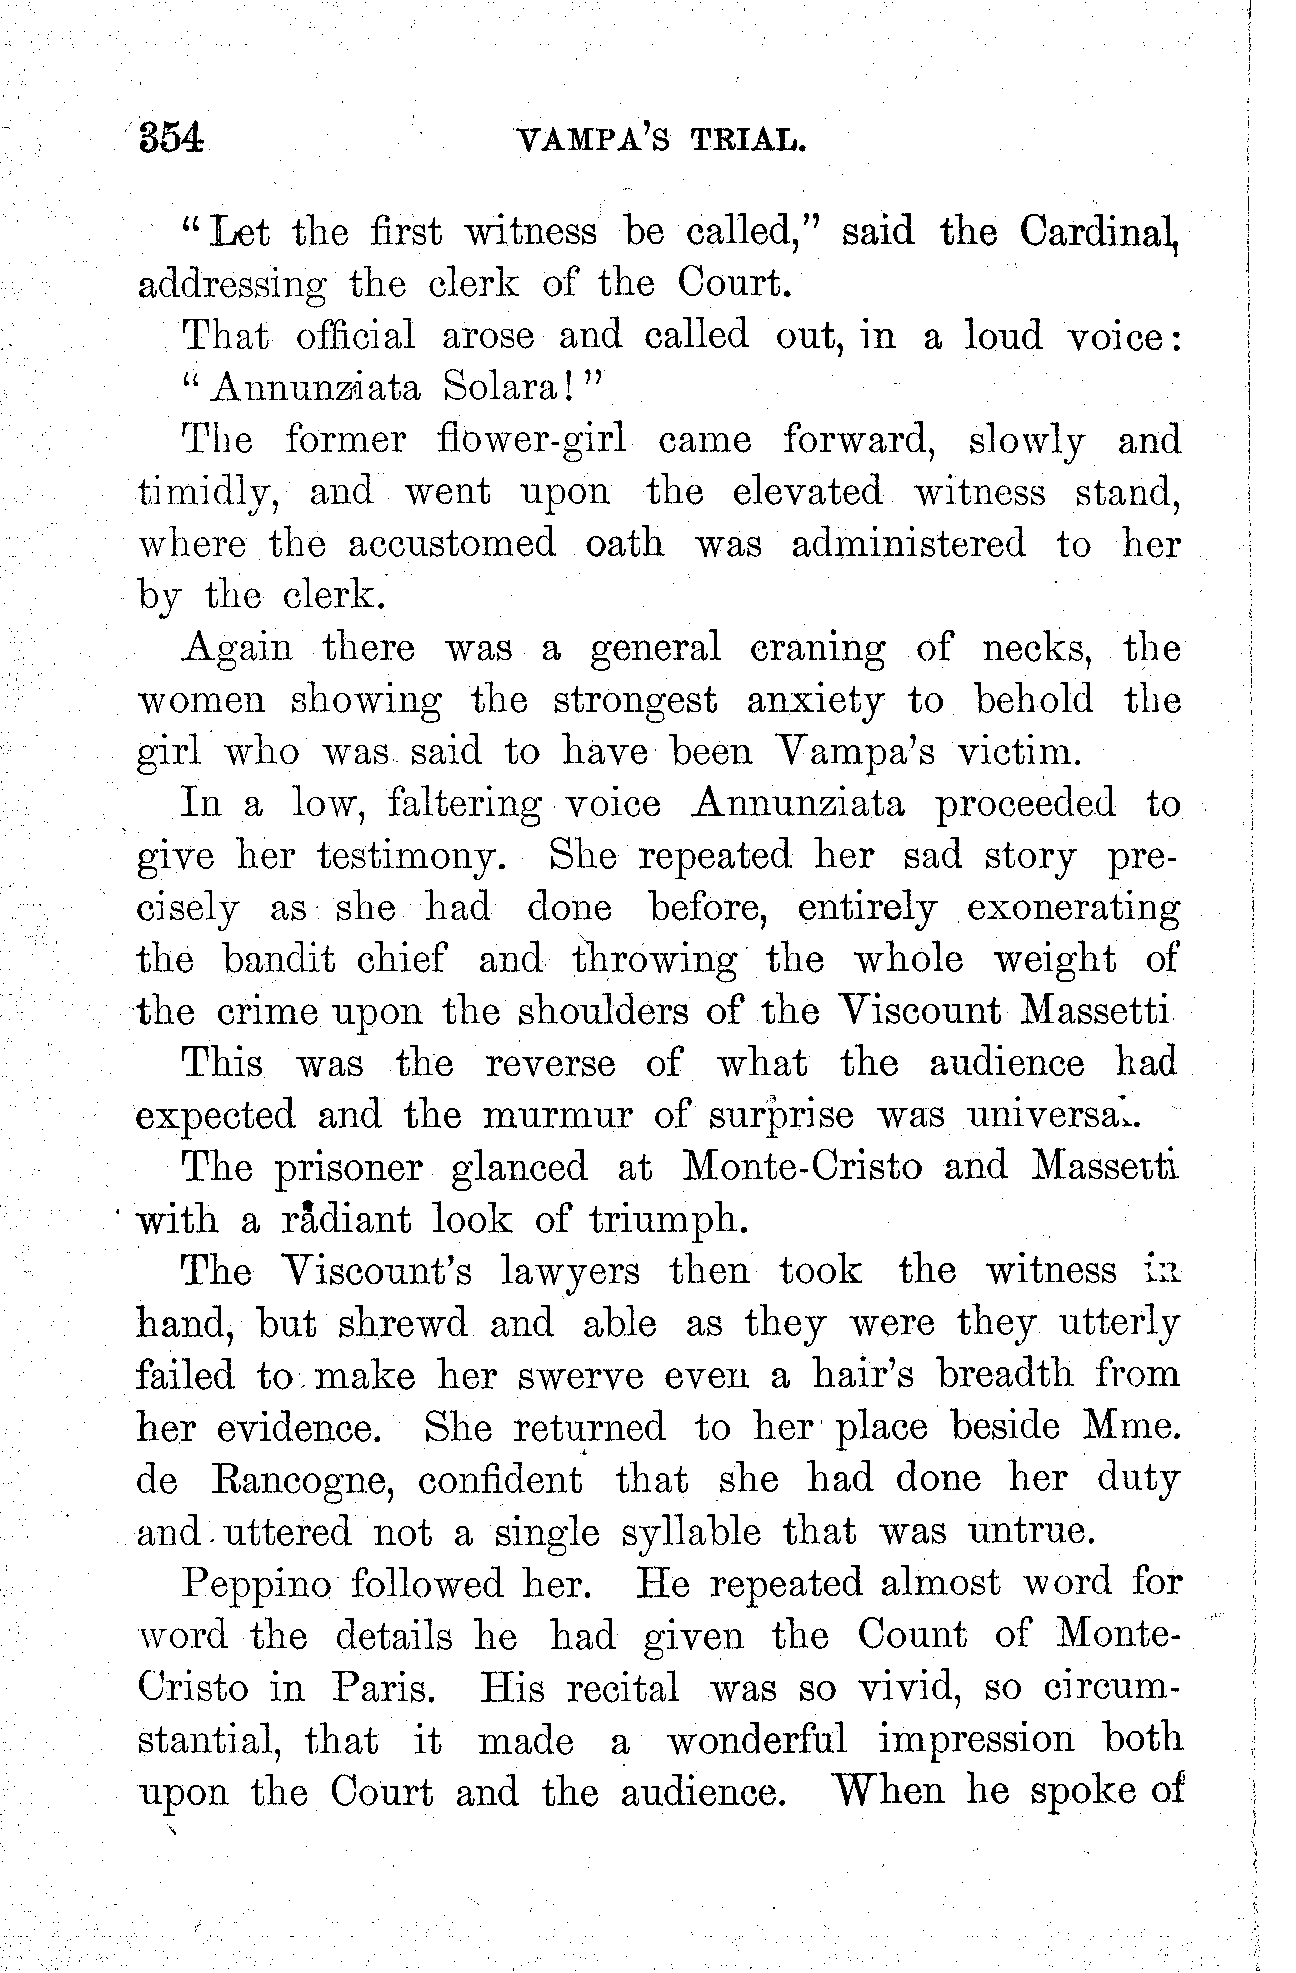 354 VAMPA'S TRIAL.
"Let the first witness be called," said the Cardinal,
addressing the clerk of the Court.
That official arose and called out, in a loud voice:
"Annunziata Solara!"
The former flower-girl came forward, slowly and
timidly, and went upon the elevated witness stand,
where the accustomed oath was administered to her
by the clerk.
Again there was a general craning of necks, the
women showing the strongest anxiety to behold the
girl who was said to have been Vampa's victim.
In a low, faltering voice Annunziata proceeded to
give her testimony. She repeated her sad story pre-
cisely as she had done before, entirely exonerating
the bandit chief and throwing the whole weight of
the crime upon the shoulders of the Viscount Massetti
This was the reverse of what the audience had
expected and the murmur of surprise was universal.
The prisoner glanced at Monte-Cristo and Massetti
with a radiant look of triumph.
The Viscount's lawyers then took the witness in
hand, but shrewd and able as they were they utterly
failed to make her swerve even a hair's breadth from
her evidence. She returned to her place beside Mme.
de Rancogne, confident that she had done her duty
and uttered not a single syllable that was untrue.
Peppino followed her. He repeated almost word for
word the details he had given the Count of Monte-
Cristo in Paris. His recital was so vivid, so circum-
stantial, that it made a wonderful impression both
upon the Court and the audience. When he spoke of